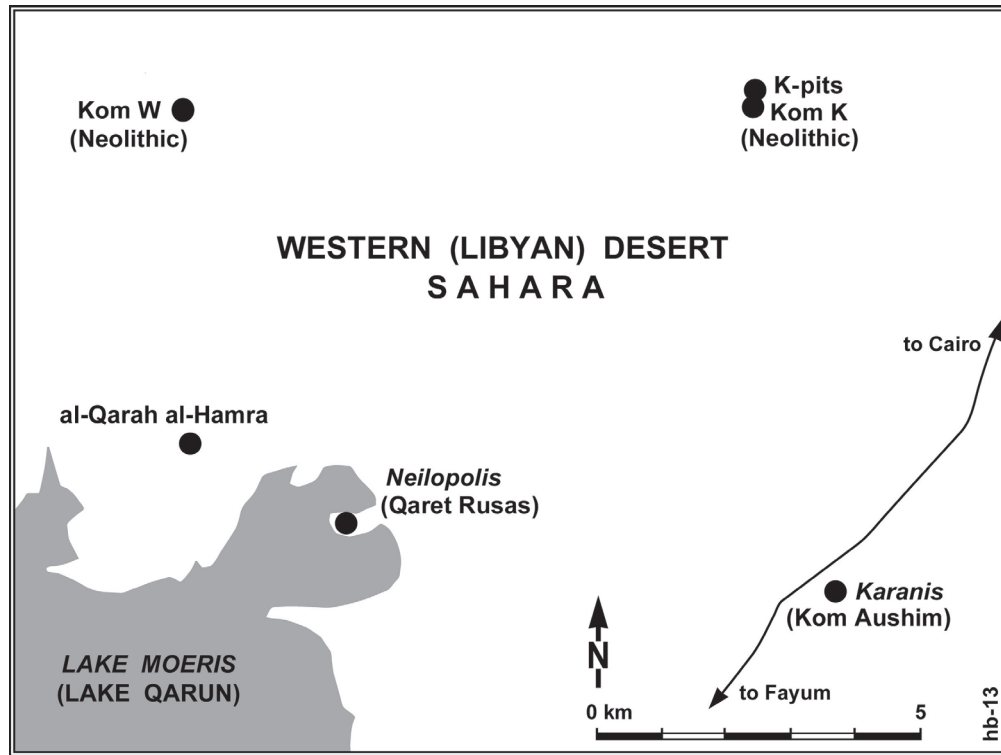 Kom W
(Neolithic)
K-pits
Kom K
(Neolithic)
WESTERN (LIBYAN) DESERT
SAHARA
to Cairo
al-Qarah al-Hamra
Neilopolis
(Qaret Rusas)
Karanis
(Kom Aushim)
LAKE MOERIS
(LAKE QARUN)
N
to Fayum
0 km 5
hb-13